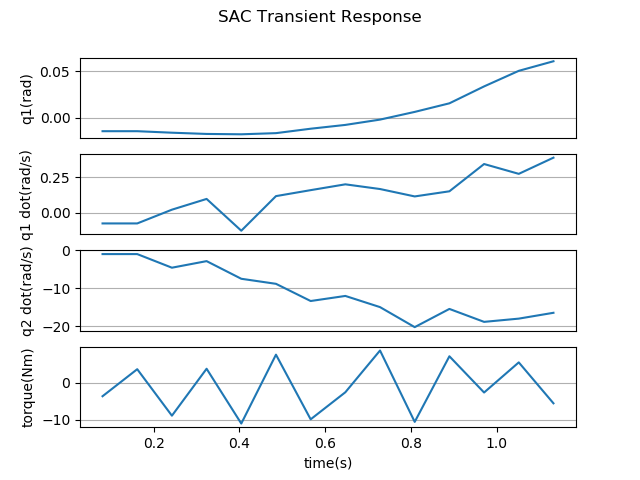 SAC Transient Response
q1(rad)
0.05
0.00
q1 dot(rad/s)
0.25
0.00
q2 dot(rad/s)
0
−10
−20
torque(Nm)
0
−10
0.2 0.4 0.6 0.8 1.0
time(s)